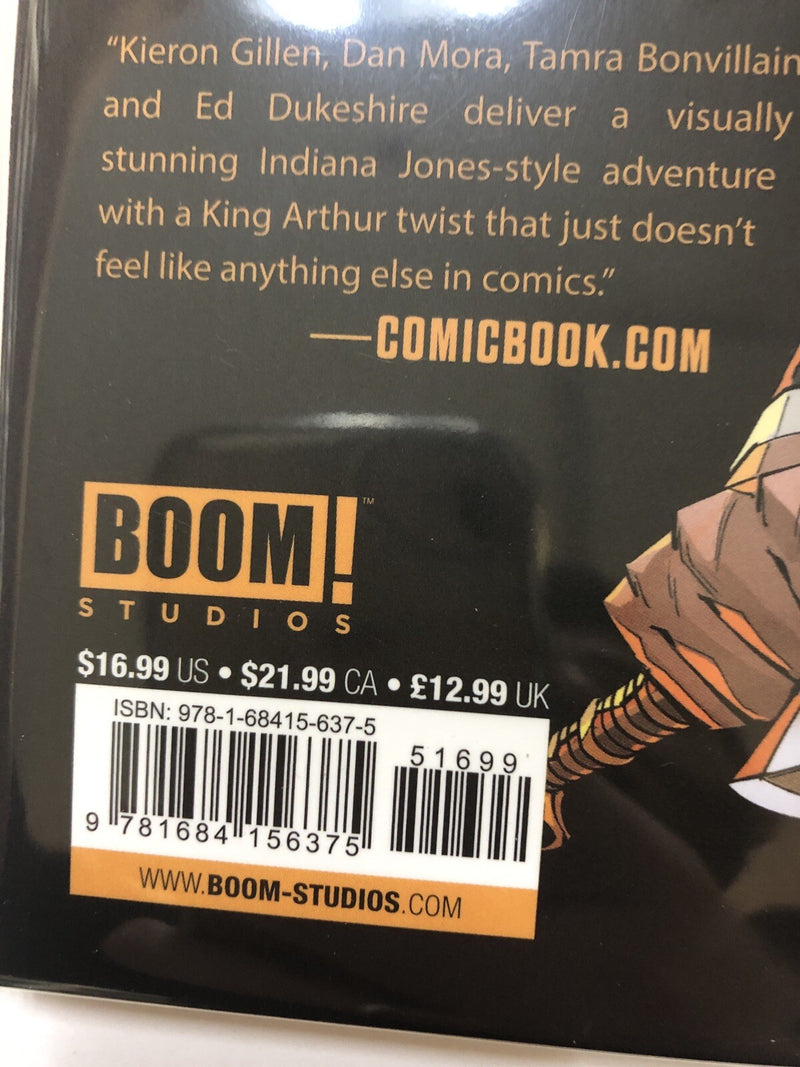 “Kieron Gillen, Dan Mora, Tamra Bonvillain
and Ed Dukeshire deliver a visually
stunning Indiana Jones-style adventure
with a King Arthur twist that just doesn’t
feel like anything else in comics.”
—COMICBOOK.COM
BOOM!™
STUDIOS
$16.99 US • $21.99 CA • £12.99 UK
ISBN: 978-1-68415-637-5
51699
9 781684 156375
WWW.BOOM-STUDIOS.COM